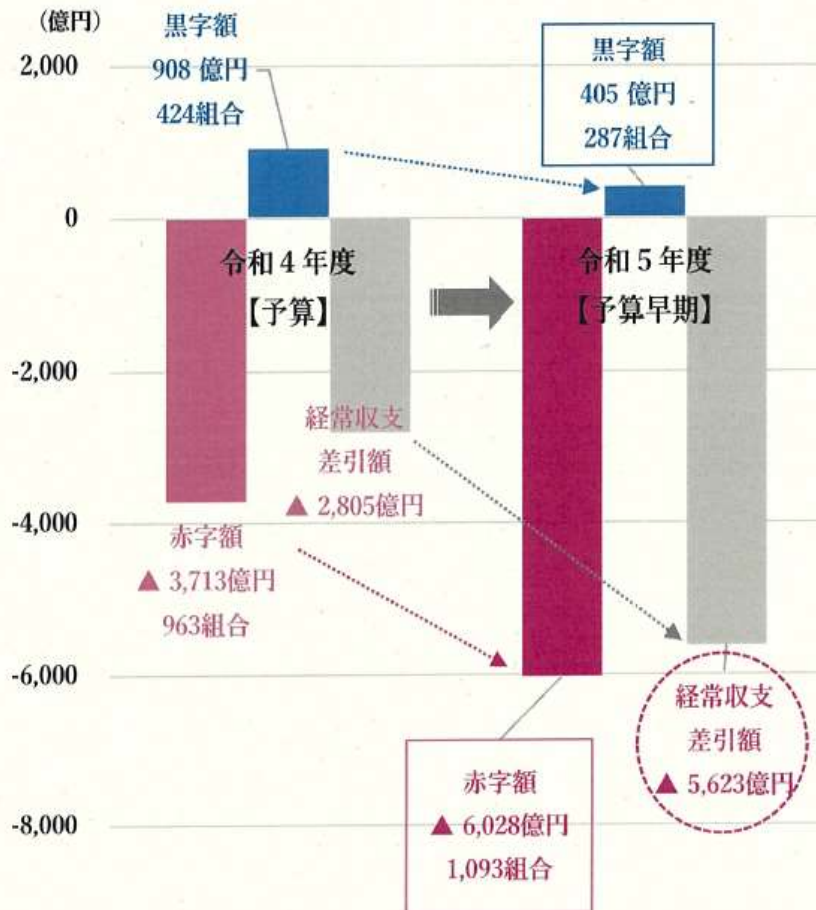 (億円)
2,000
0
-2,000
-4,000
-6,000
-8,000
黒字額
908 億円
424組合
令和 4 年度
【予算】
経常収支
差引額
▲ 2,805億円
赤字額
▲ 3,713億円
963組合
黒字額
405 億円
287組合
令和 5 年度
【予算早期】
赤字額
▲ 6,028億円
1,093組合
経常収支
差引額
▲ 5,623億円